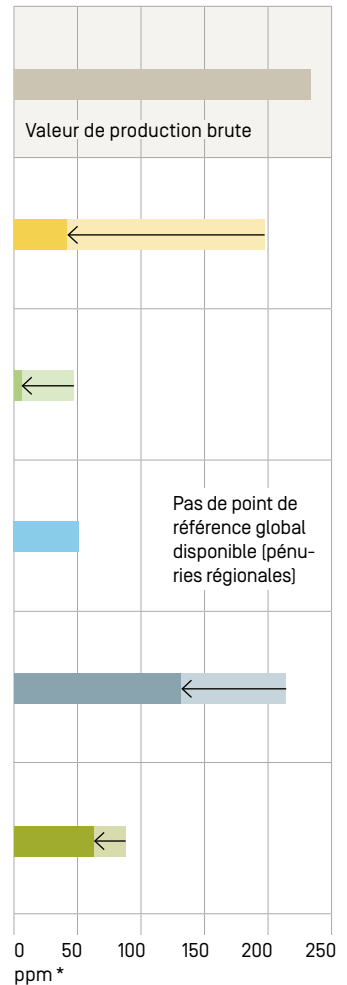 Valeur de production brute
Pas de point de
référence global
disponible (pénu-
ries régionales)
0 50 100 150 200 250
ppm *